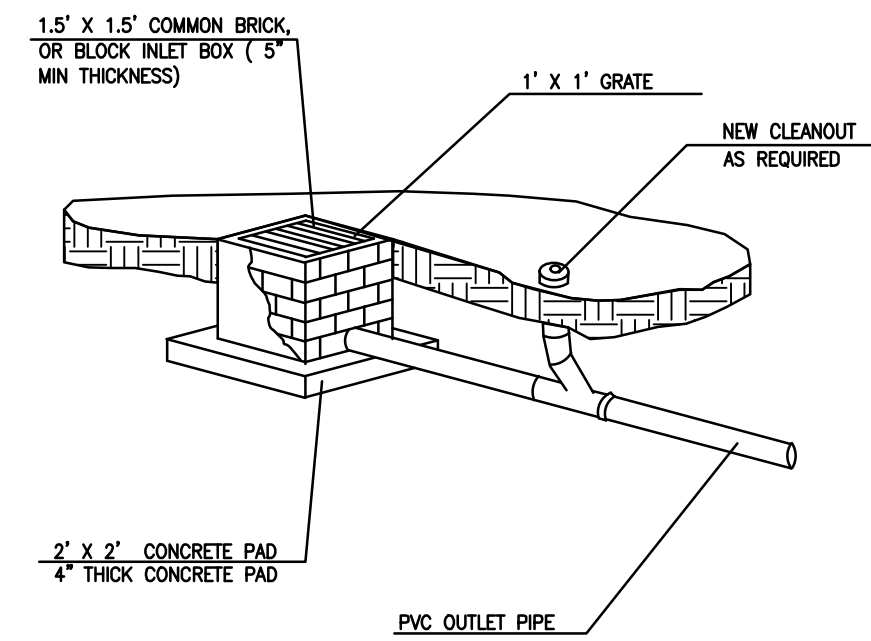 1.5' X 1.5' COMMON BRICK,
OR BLOCK INLET BOX ( 5"
MIN THICKNESS)
1' X 1' GRATE
NEW CLEANOUT
AS REQUIRED
2' X 2' CONCRETE PAD
4" THICK CONCRETE PAD
PVC OUTLET PIPE